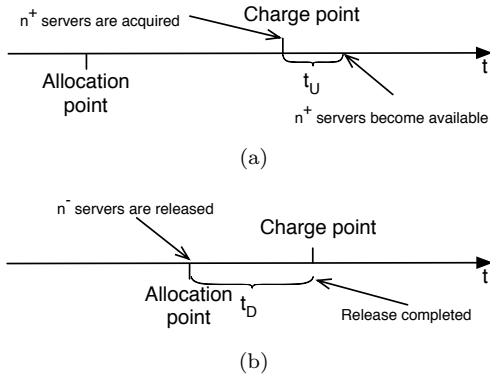 n+ servers are acquired
Charge point
t
Allocation
point
tU
n+ servers become available
(a)
n- servers are released
Charge point
Allocation
point
tD
Release completed
(b)